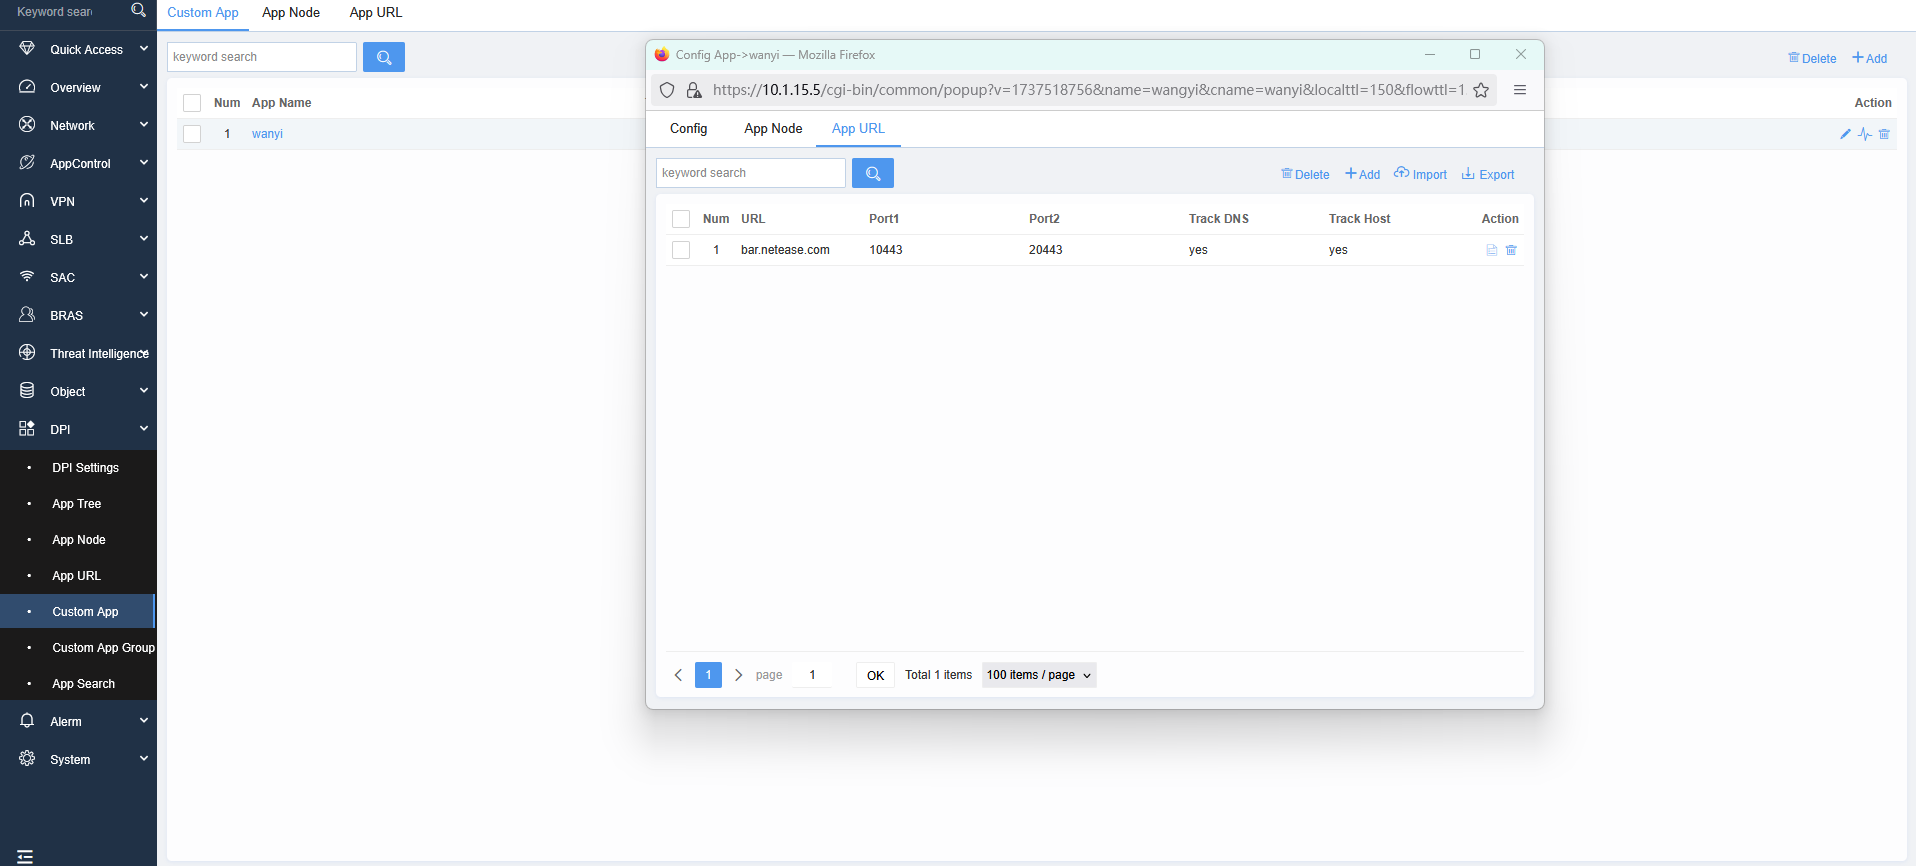 Keyword sear
Quick Access
Overview
Network
AppControl
VPN
SLB
SAC
BRAS
Threat Intelligence
Object
DPI
DPI Settings
App Tree
App Node
App URL
Custom App
Custom App Group
App Search
Alerm
System
Custom App App Node App URL
keyword search
Delete Add
Num App Name Action
1 wanyi
Config App->wanyi — Mozilla Firefox
https://10.1.15.5/cgi-bin/common/popup?v=1737518756&name=wangyi&cname=wanyi&localttl=150&flowttl=1
Config App Node App URL
keyword search
Delete Add Import Export
Num URL Port1 Port2 Track DNS Track Host Action
1 bar.netease.com 10443 20443 yes yes
1 page 1 OK Total 1 items 100 items / page